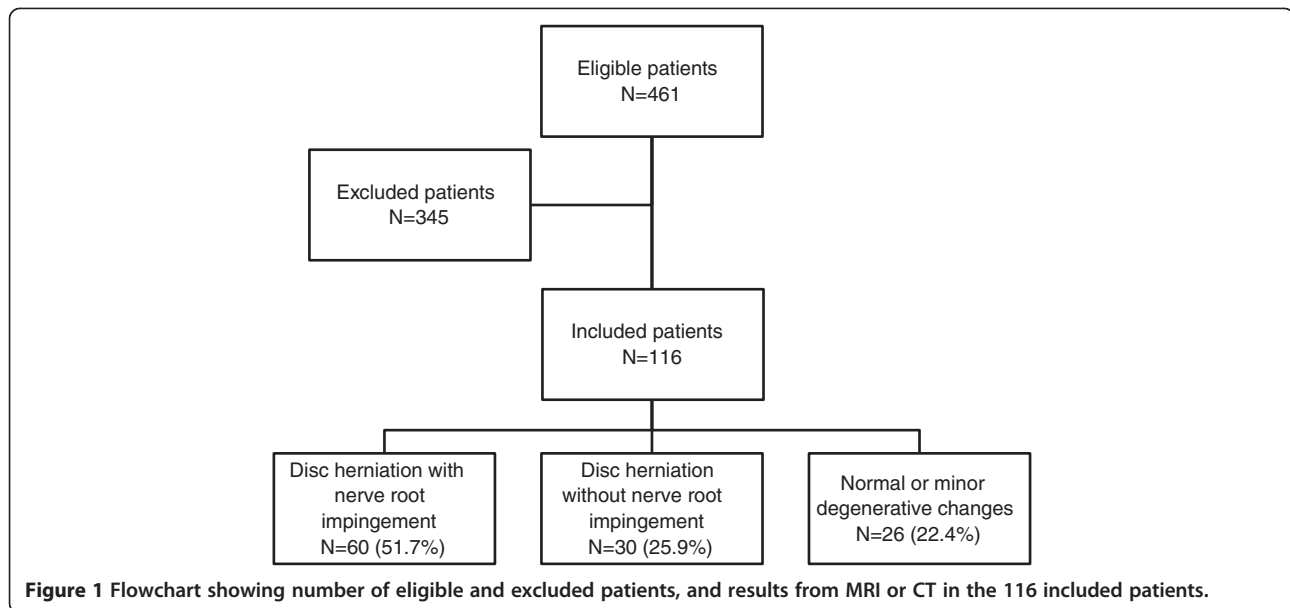 Eligible patients
N=461
Excluded patients
N=345
Included patients
N=116
Disc herniation with
nerve root
impingement
N=60 (51.7%)
Disc herniation
without nerve root
impingement
N=30 (25.9%)
Normal or minor
degenerative changes
N=26 (22.4%)
Figure 1 Flowchart showing number of eligible and excluded patients, and results from MRI or CT in the 116 included patients.